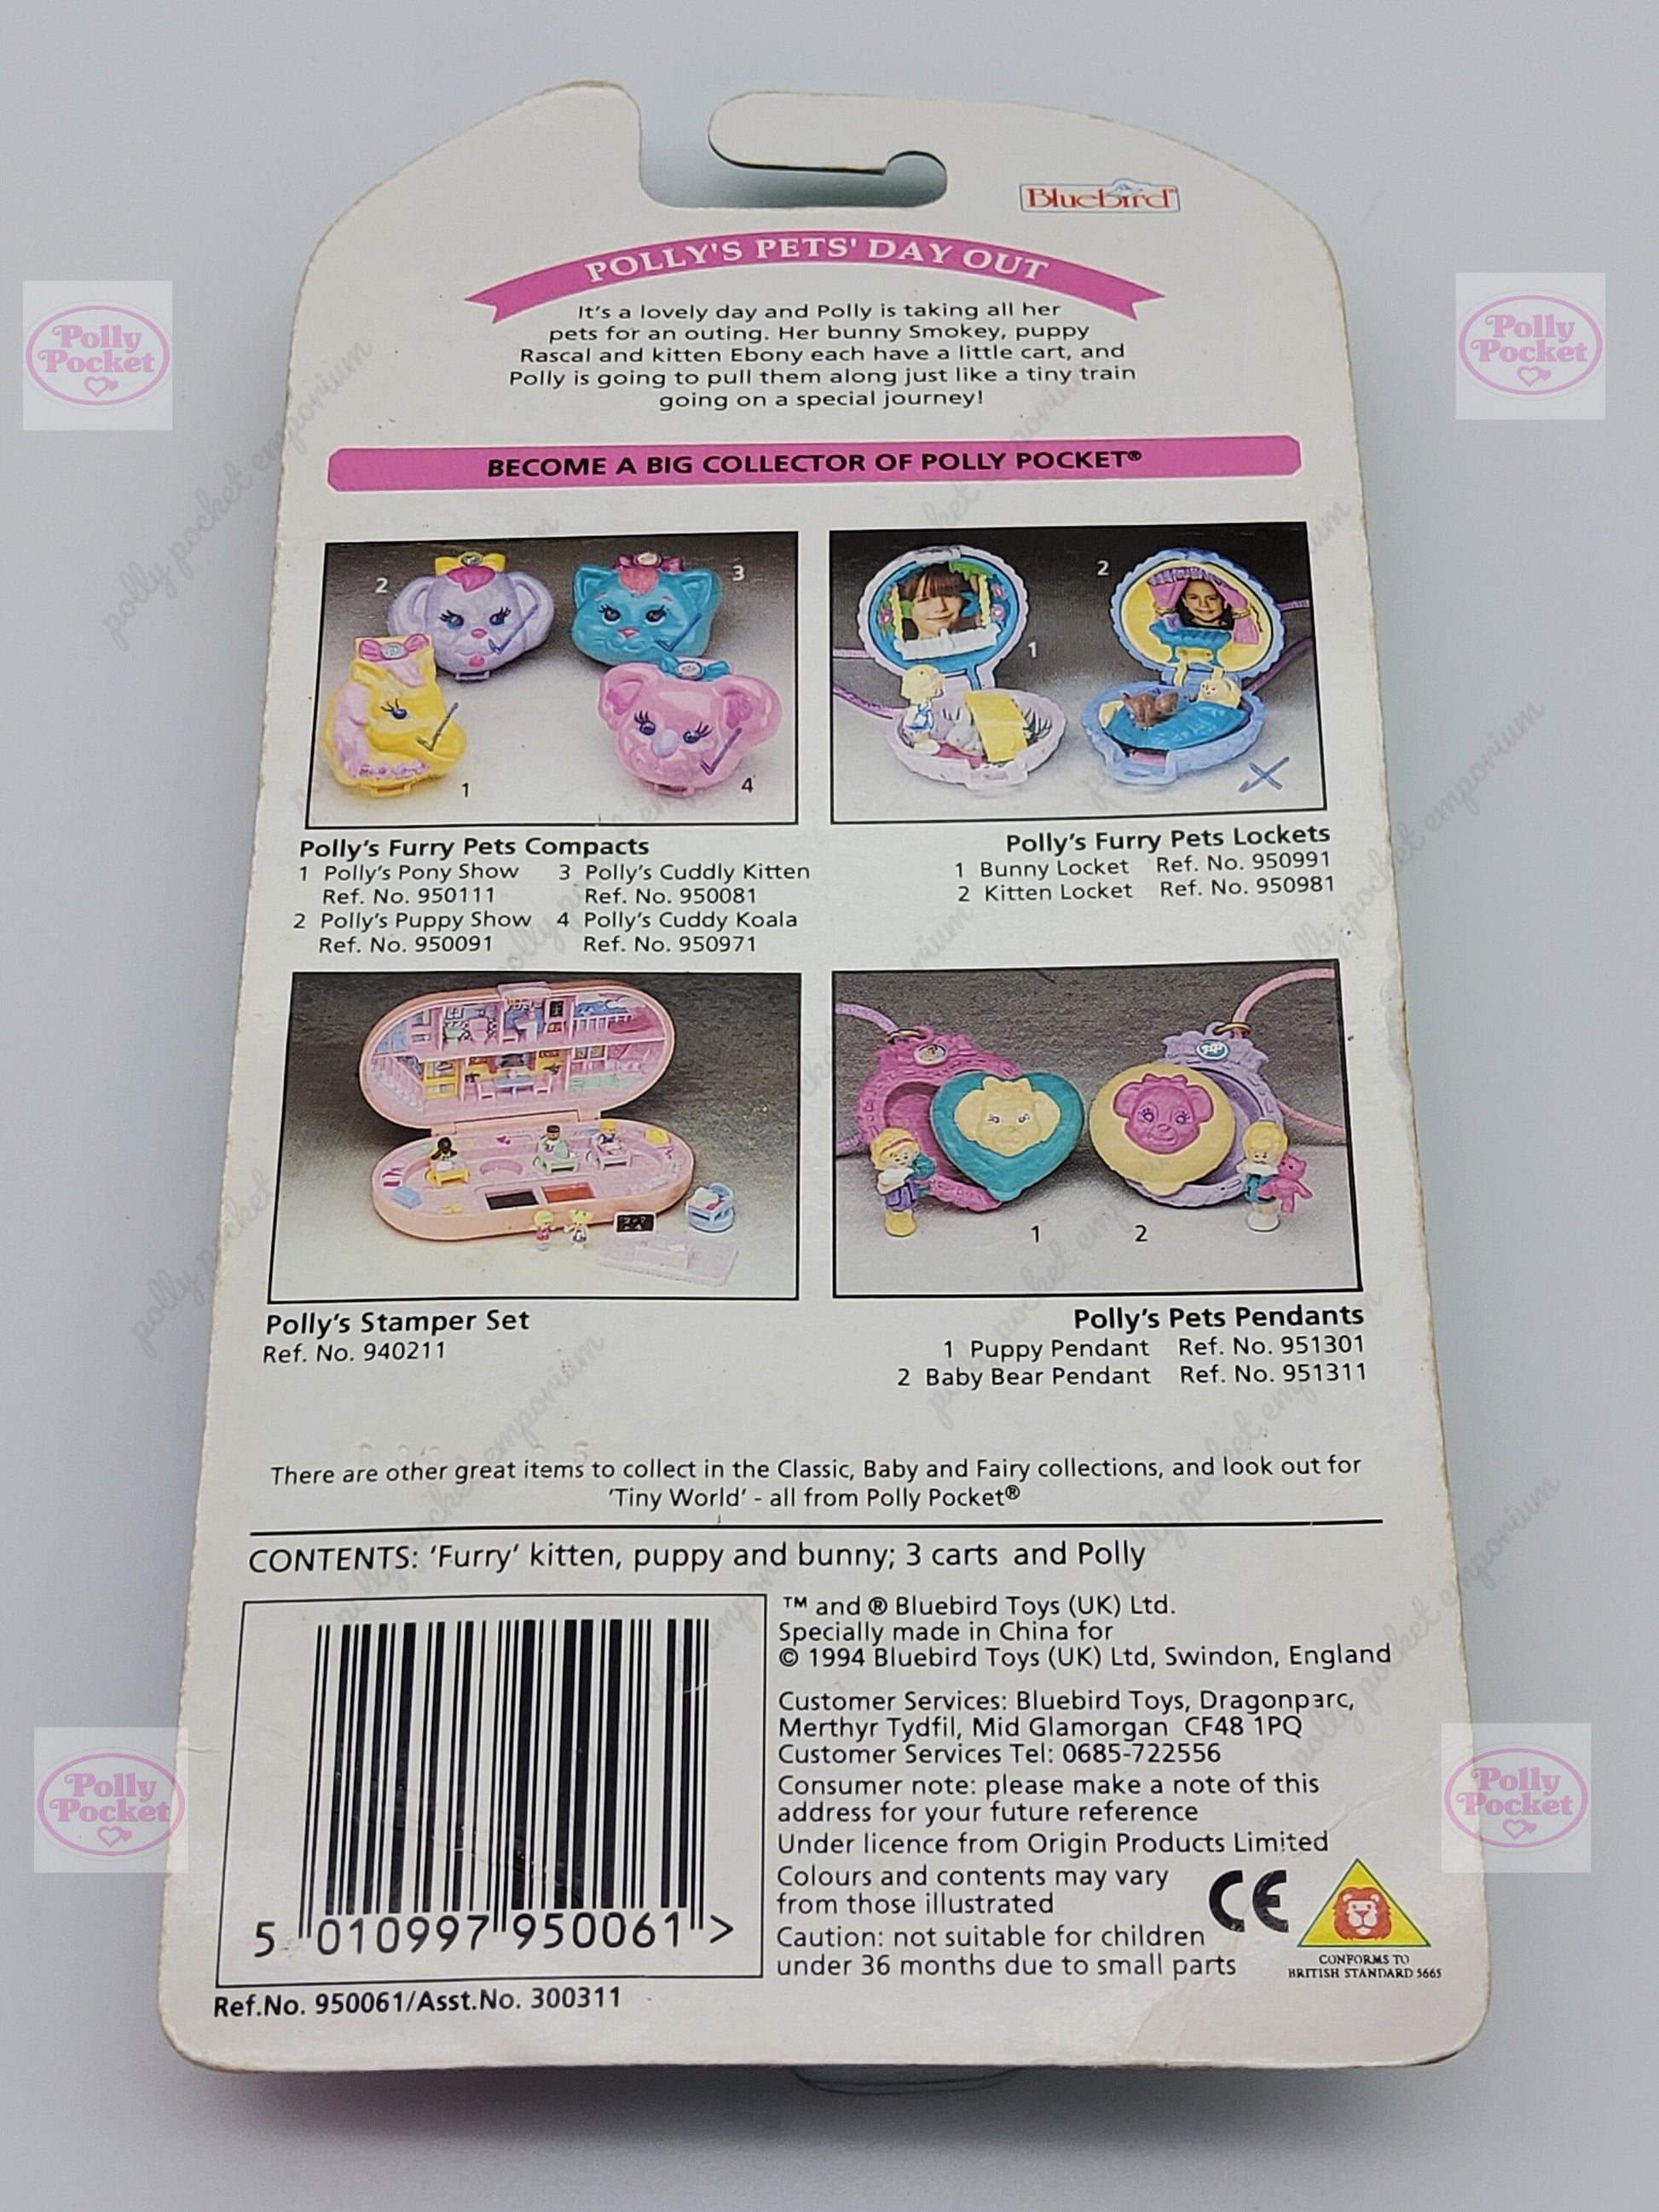 Bluebird®
POLLY'S PETS' DAY OUT
It's a lovely day and Polly is taking all her
pets for an outing. Her bunny Smokey, puppy
Rascal and kitten Ebony each have a little cart, and
Polly is going to pull them along just like a tiny train
going on a special journey!
BECOME A BIG COLLECTOR OF POLLY POCKET®
2
3
1
4
1
2
Polly's Furry Pets Compacts
1 Polly's Pony Show
Ref. No. 950111
2 Polly's Puppy Show
Ref. No. 950091
3 Polly's Cuddly Kitten
Ref. No. 950081
4 Polly's Cuddy Koala
Ref. No. 950971
Polly's Furry Pets Lockets
1 Bunny Locket Ref. No. 950991
2 Kitten Locket Ref. No. 950981
1
2
Polly's Stamper Set
Ref. No. 940211
Polly's Pets Pendants
1 Puppy Pendant Ref. No. 951301
2 Baby Bear Pendant Ref. No. 951311
There are other great items to collect in the Classic, Baby and Fairy collections, and look out for
'Tiny World' - all from Polly Pocket®
CONTENTS: 'Furry' kitten, puppy and bunny; 3 carts and Polly
5 010997 950061 >
Ref.No. 950061/Asst.No. 300311
™ and ® Bluebird Toys (UK) Ltd.
Specially made in China for
© 1994 Bluebird Toys (UK) Ltd, Swindon, England
Customer Services: Bluebird Toys, Dragonparc,
Merthyr Tydfil, Mid Glamorgan CF48 1PQ
Customer Services Tel: 0685-722556
Consumer note: please make a note of this
address for your future reference
Under licence from Origin Products Limited
Colours and contents may vary
from those illustrated
Caution: not suitable for children
under 36 months due to small parts
CE
CONFORMS TO
BRITISH STANDARD 5665
Polly
Pocket
Polly
Pocket
Polly
Pocket
Polly
Pocket
polly pocket emporium
polly pocket emporium
polly pocket emporium
polly pocket emporium